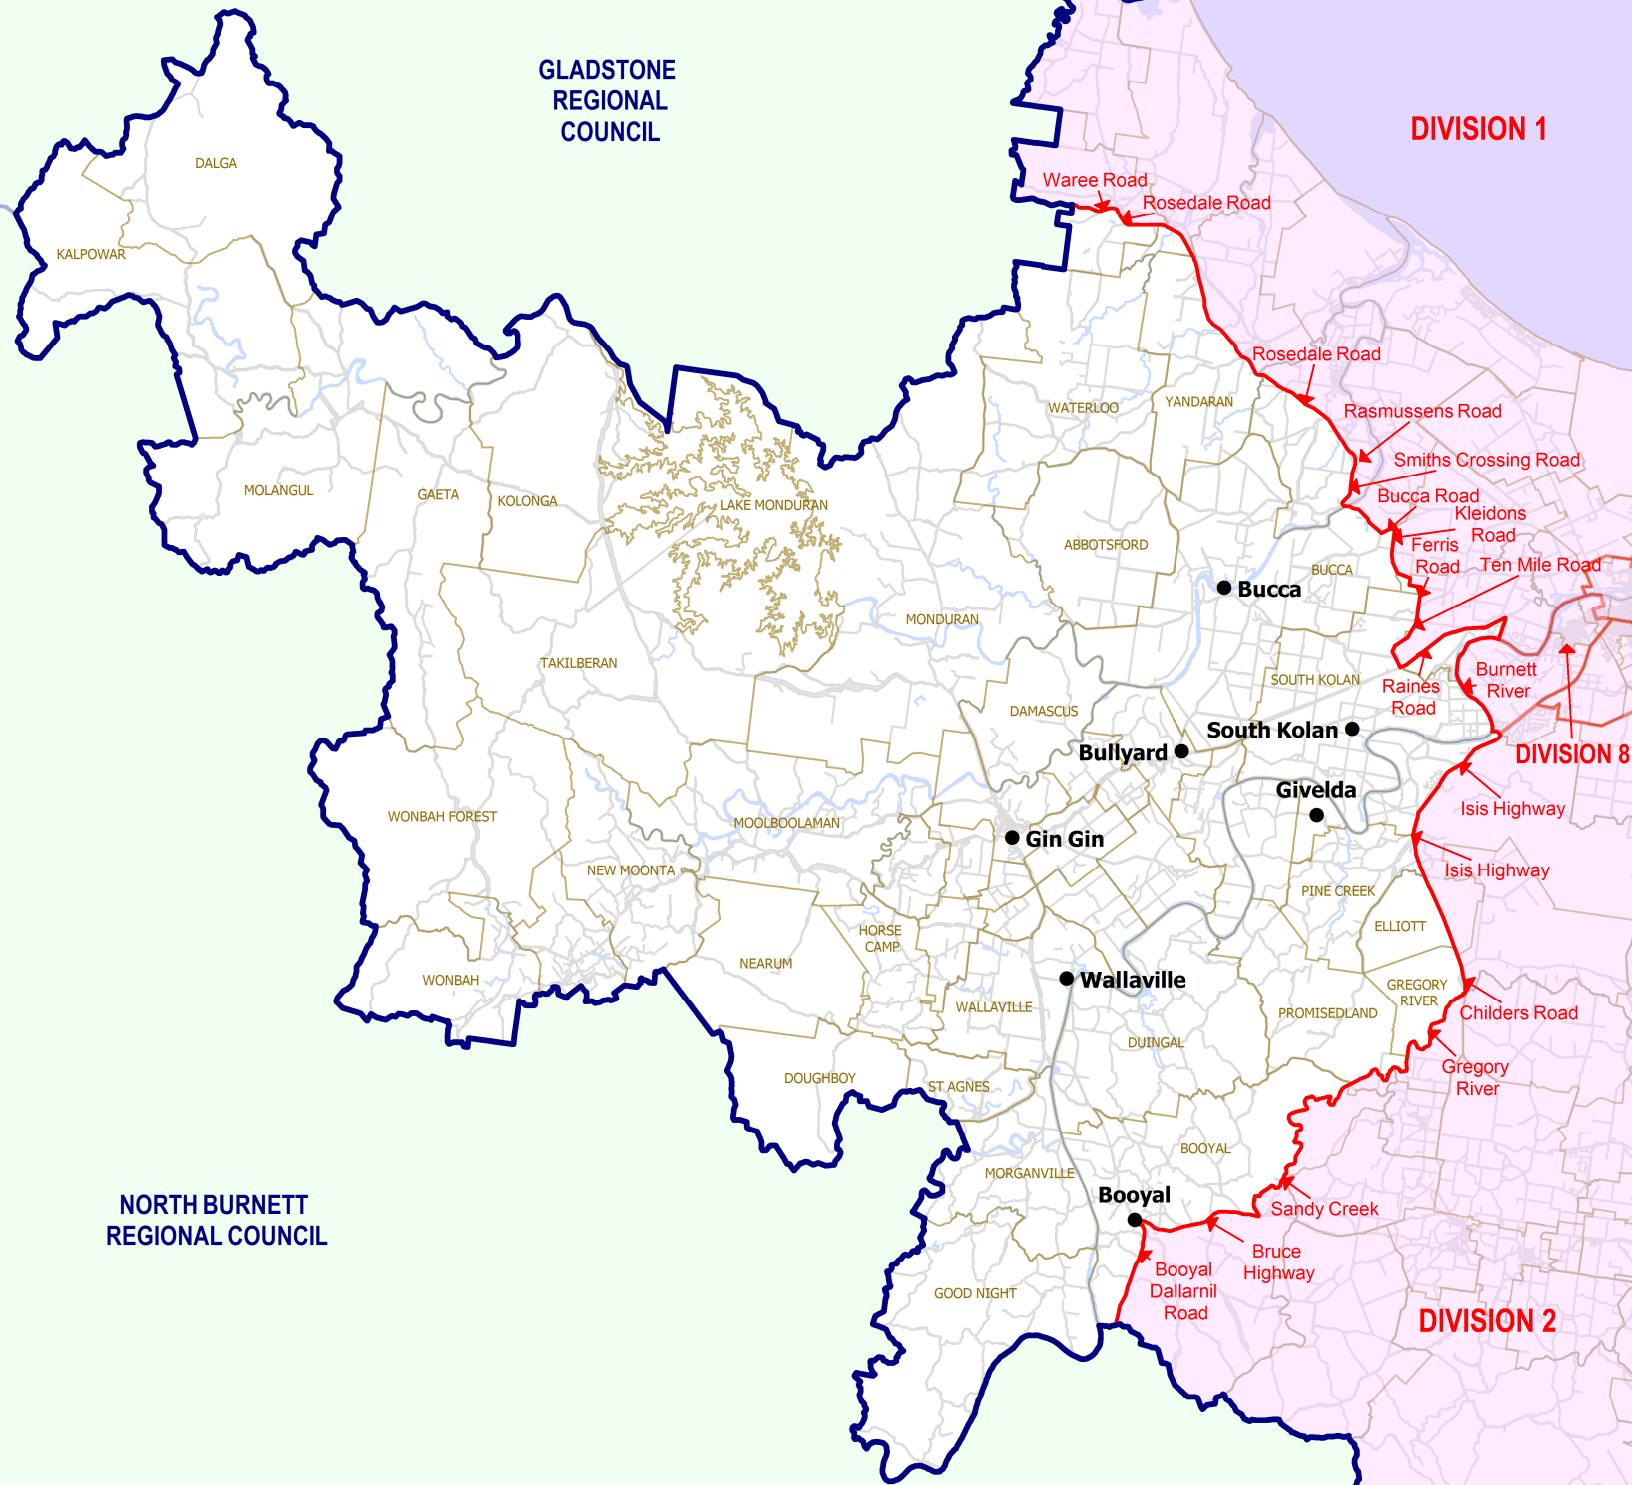 GLADSTONE
REGIONAL
COUNCIL
DIVISION 1
DALGA
KALPOWAR
Waree Road
Rosedale Road
Rosedale Road
WATERLOO
YANDARAN
Rasmussens Road
Smiths Crossing Road
MOLANGUL
GAETA
KOLONGA
LAKE MONDURAN
Bucca Road
Kleidons
Road
ABBOTSFORD
Ferris
Road
BUCCA
Ten Mile Road
Bucca
MONDURAN
TAKILBERAN
SOUTH KOLAN
Burnett
River
Raines
Road
DAMASCUS
South Kolan
Bullyard
DIVISION 8
Givelda
Isis Highway
WONBAH FOREST
MOOLBOOLAMAN
Gin Gin
NEW MOONTA
Isis Highway
PINE CREEK
ELLIOTT
HORSE
CAMP
NEARUM
WONBAH
Wallaville
GREGORY
RIVER
WALLAVILLE
PROMISEDLAND
Childers Road
DUINGAL
Gregory
River
DOUGHBOY
ST AGNES
BOOYAL
MORGANVILLE
Booyal
Sandy Creek
NORTH BURNETT
REGIONAL COUNCIL
Bruce
Highway
Booyal
Dallarnil
Road
GOOD NIGHT
DIVISION 2